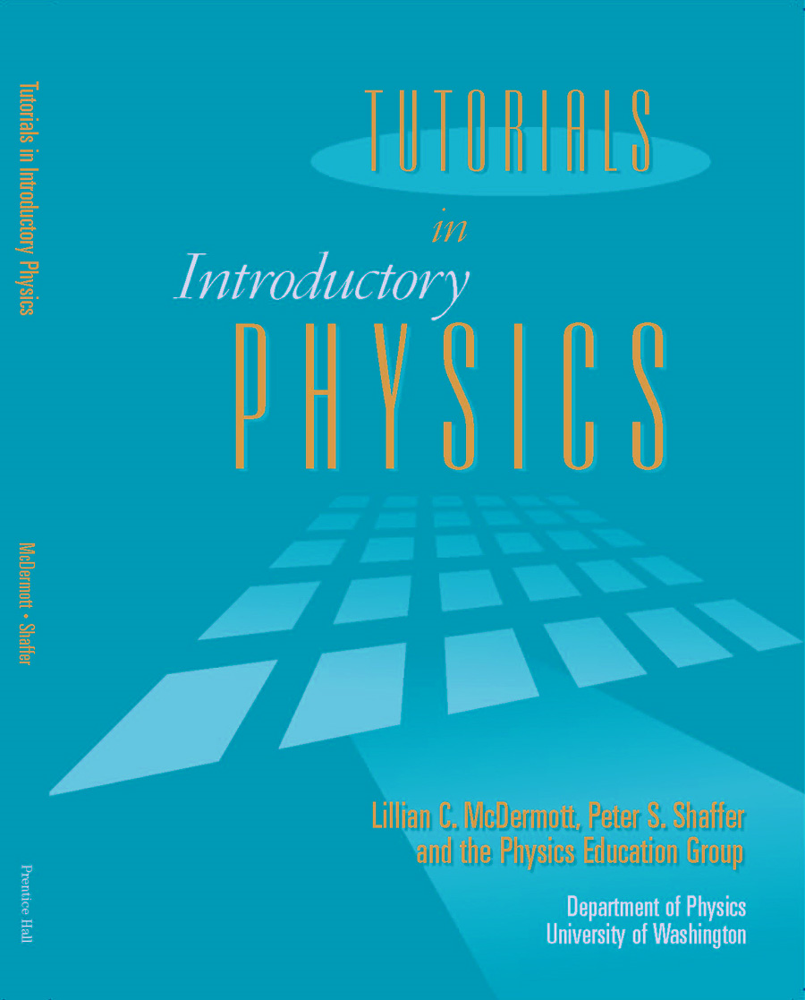 Tutorials in Introductory Physics
McDermott • Shaffer
Prentice Hall
TUTORIALS
in
Introductory
PHYSICS
Lillian C. McDermott, Peter S. Shaffer
and the Physics Education Group
Department of Physics
University of Washington